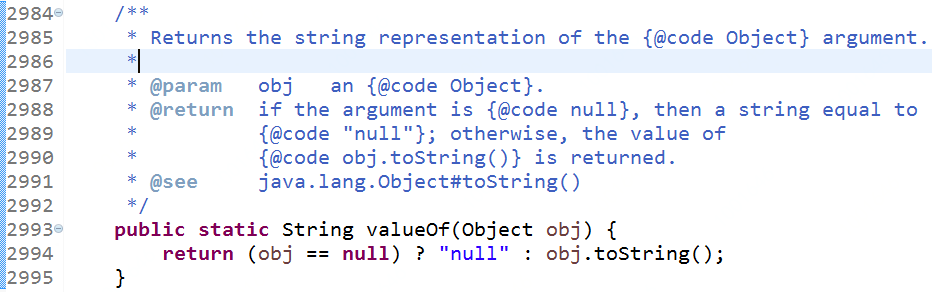 2984 /**
2985 * Returns the string representation of the {@code Object} argument.
2986 *
2987 * @param   obj   an {@code Object}.
2988 * @return  if the argument is {@code null}, then a string equal to
2989 *          {@code "null"}; otherwise, the value of
2990 *          {@code obj.toString()} is returned.
2991 * @see     java.lang.Object#toString()
2992 */
2993 public static String valueOf(Object obj) {
2994     return (obj == null) ? "null" : obj.toString();
2995 }